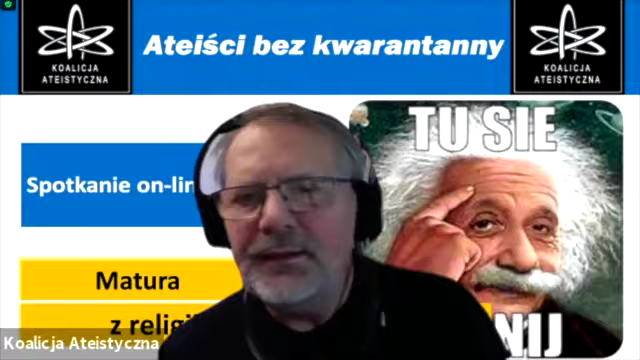 KOALICJA
ATEISTYCZNA
Ateiści bez kwarantanny
KOALICJA
ATEISTYCZNA
TU SIE
Spotkanie on-lin
Matura
z religi
NIJ
Koalicja Ateistyczna